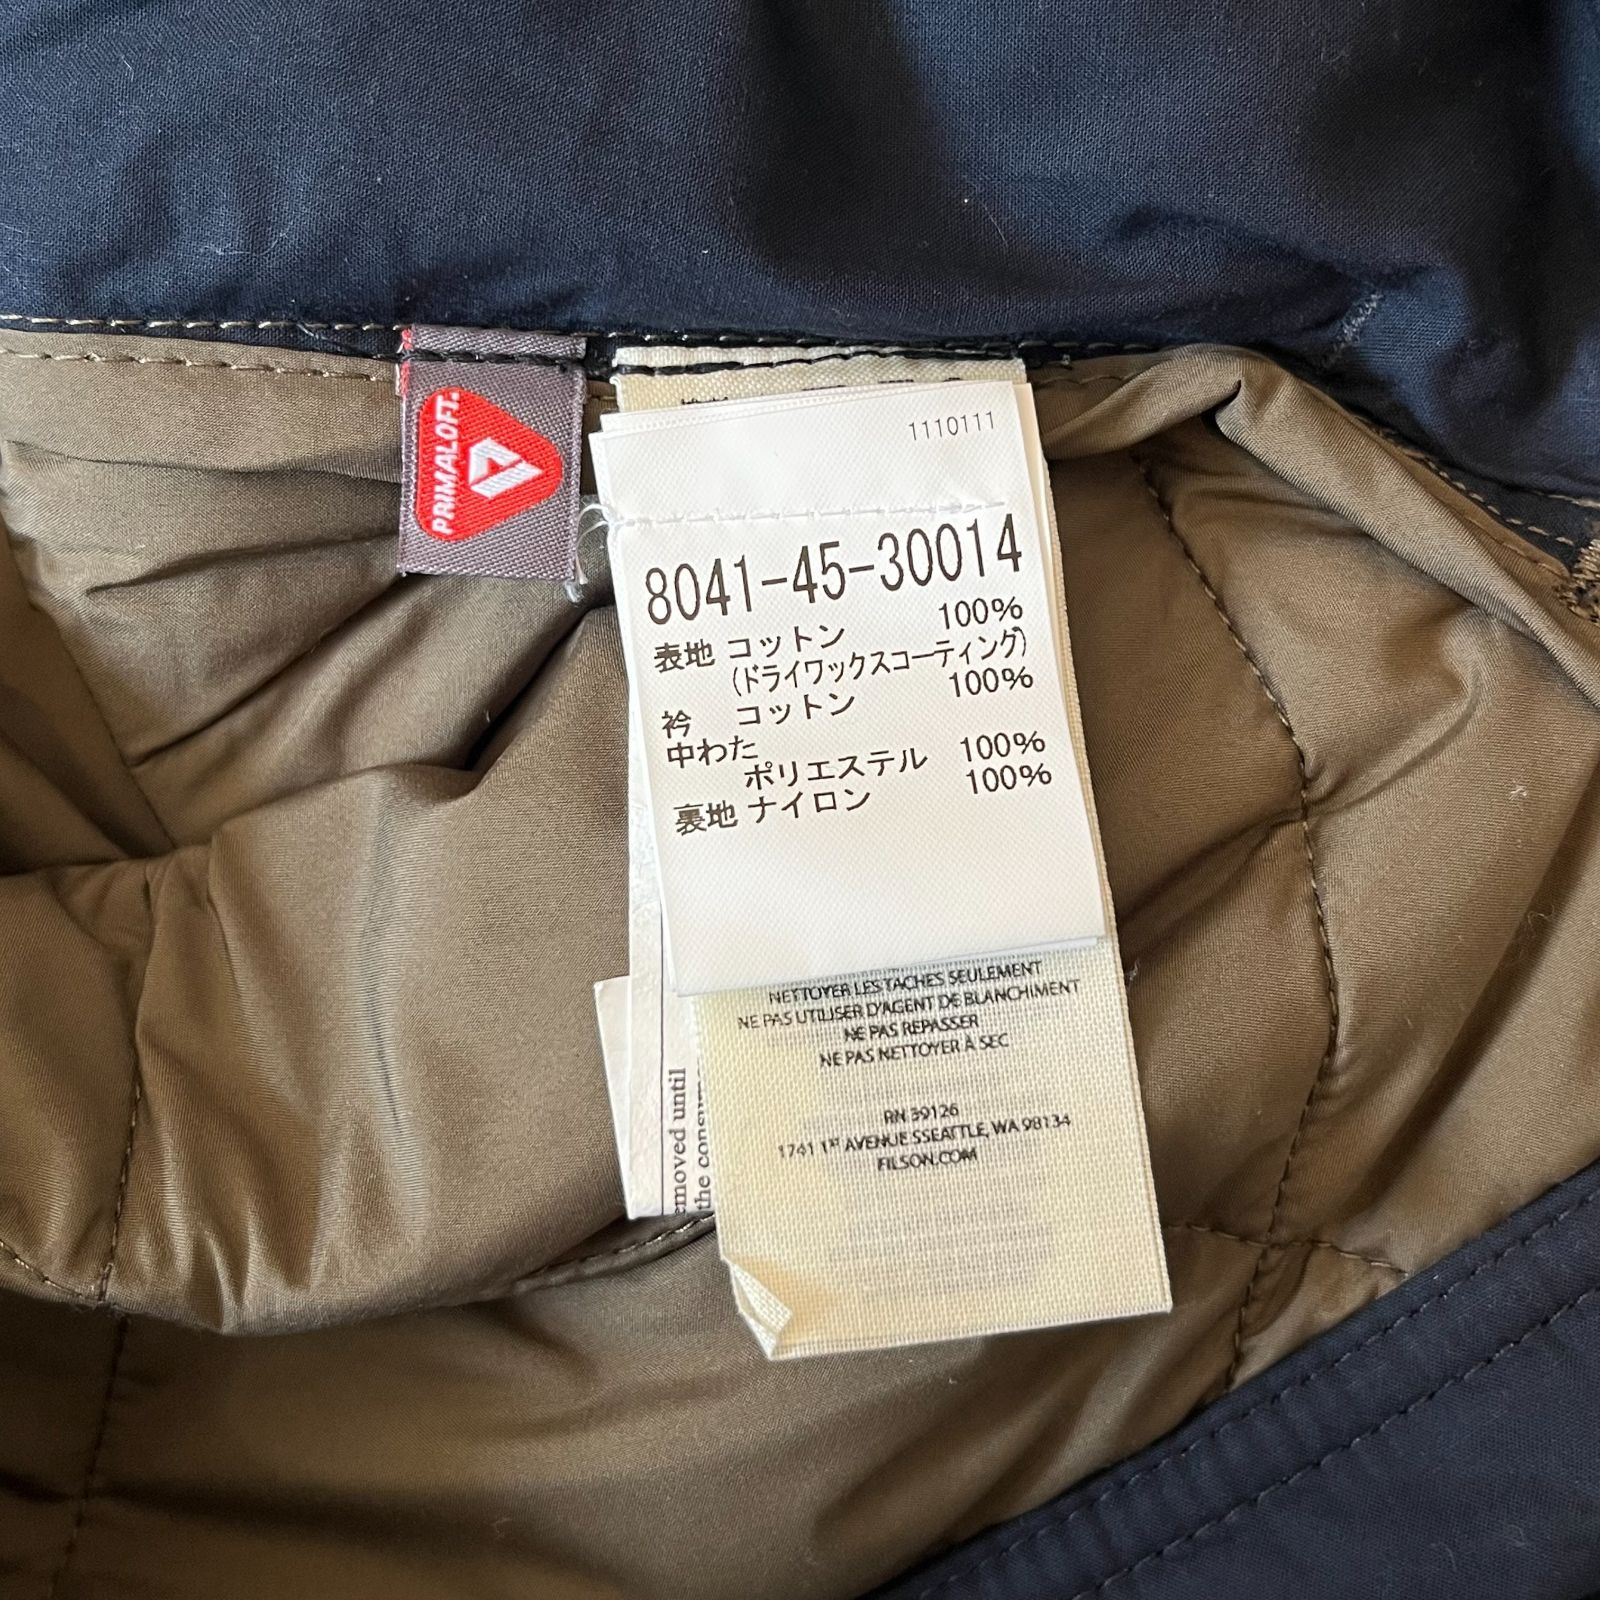 PRIMALOFT.
1110111
8041-45-30014
表地 コットン 100%
(ドライワックスコーティング)
衿 コットン 100%
中わた
ポリエステル 100%
裏地 ナイロン 100%
NETTOYER LES TACHES SEULEMENT
NE PAS UTILISER D'AGENT DE BLANCHIMENT
NE PAS REPASSER
NE PAS NETTOYER À SEC
RN 39126
1741 1ST AVENUE S SEATTLE, WA 98134
FILSON.COM
emoved until
the consume